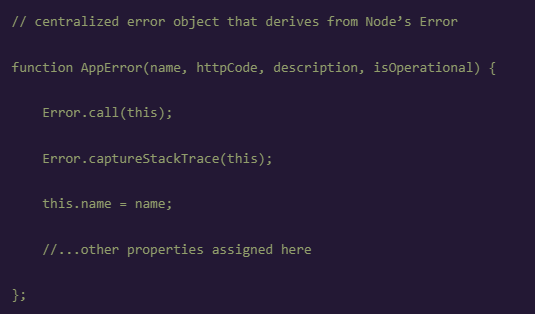 // centralized error object that derives from Node’s Error
function AppError(name, httpCode, description, isOperational) {
    Error.call(this);
    Error.captureStackTrace(this);
    this.name = name;
    //...other properties assigned here
};